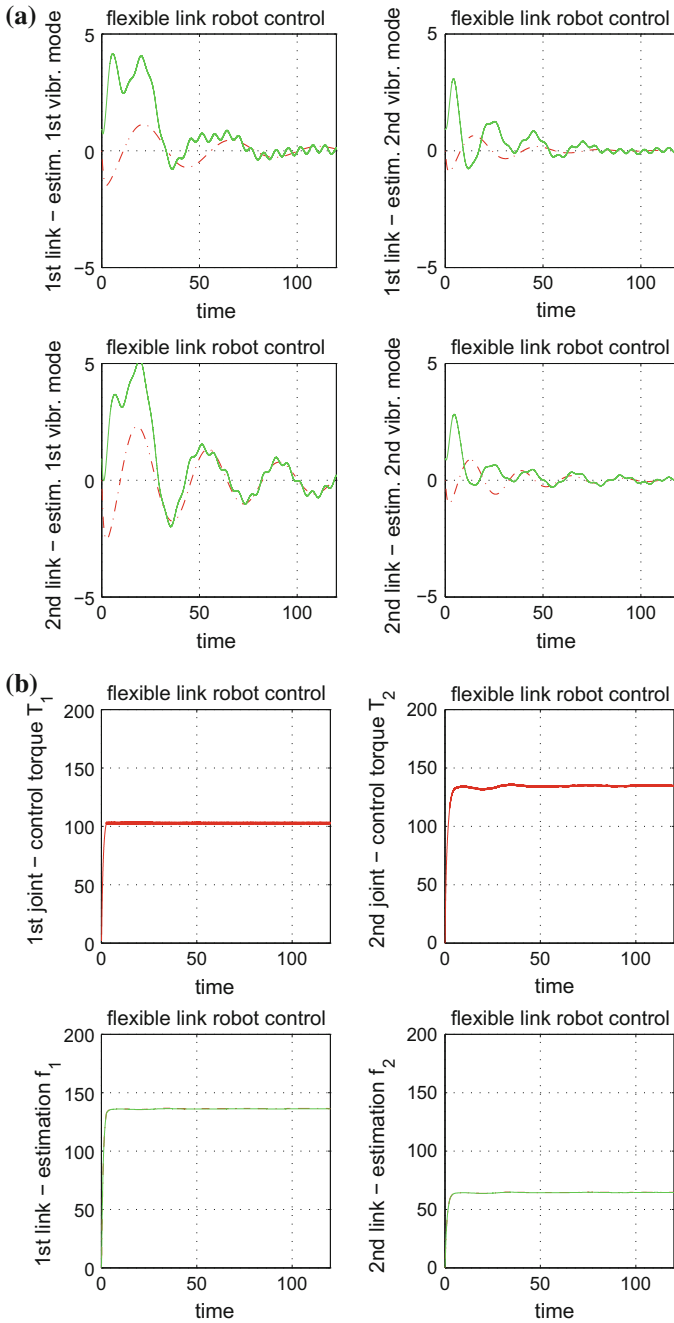 (a)
flexible link robot control
1st link − estim. 1st vibr. mode
5
0
−5
0
50
100
time
flexible link robot control
1st link − estim. 2nd vibr. mode
5
0
−5
0
50
100
time
flexible link robot control
2nd link − estim. 1st vibr. mode
5
0
−5
0
50
100
time
flexible link robot control
2nd link − estim. 2nd vibr. mode
5
0
−5
0
50
100
time
(b)
flexible link robot control
1st joint − control torque T_1
200
150
100
50
0
0
50
100
time
flexible link robot control
2nd joint − control torque T_2
200
150
100
50
0
0
50
100
time
flexible link robot control
1st link − estimation f_1
200
150
100
50
0
0
50
100
time
flexible link robot control
2nd link − estimation f_2
200
150
100
50
0
0
50
100
time